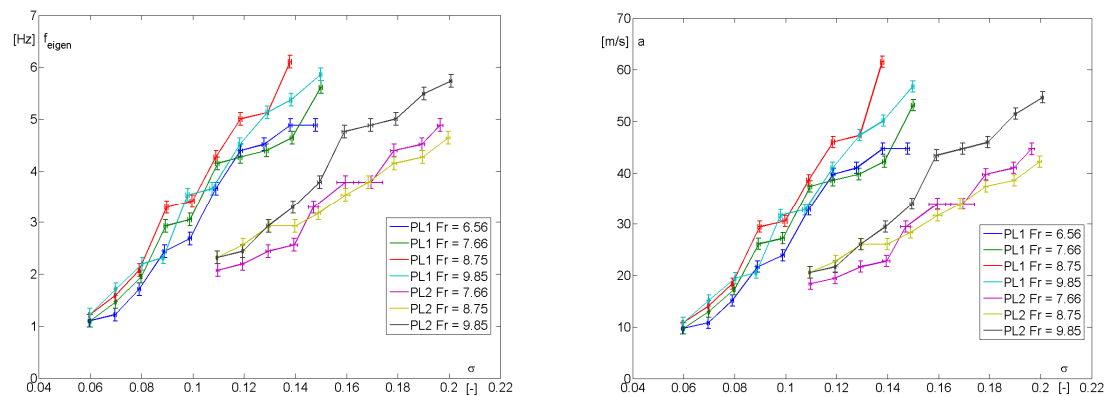 7
[Hz] f_eigen
6
5
4
3
2
1
0
0.04 0.06 0.08 0.1 0.12 0.14 0.16 0.18 0.2 0.22
σ
[-]
PL1 Fr = 6.56
PL1 Fr = 7.66
PL1 Fr = 8.75
PL1 Fr = 9.85
PL2 Fr = 7.66
PL2 Fr = 8.75
PL2 Fr = 9.85
70
[m/s] a
60
50
40
30
20
10
0
0.04 0.06 0.08 0.1 0.12 0.14 0.16 0.18 0.2 0.22
σ
[-]
PL1 Fr = 6.56
PL1 Fr = 7.66
PL1 Fr = 8.75
PL1 Fr = 9.85
PL2 Fr = 7.66
PL2 Fr = 8.75
PL2 Fr = 9.85